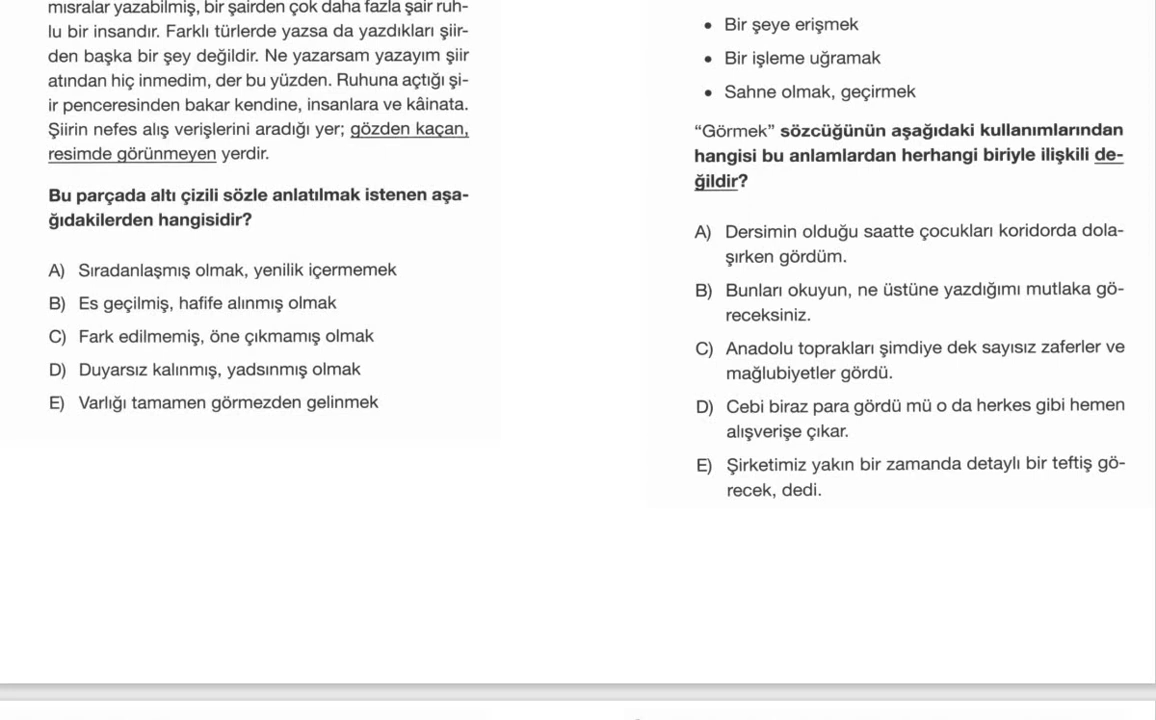 mısralar yazabilmiş, bir şairden çok daha fazla şair ruh-
lu bir insandır. Farklı türlerde yazsa da yazdıkları şiir-
den başka bir şey değildir. Ne yazarsam yazayım şiir
atından hiç inmedim, der bu yüzden. Ruhuna açtığı şi-
ir penceresinden bakar kendine, insanlara ve kâinata.
Şiirin nefes alış verişlerini aradığı yer; gözden kaçan,
resimde görünmeyen yerdir.
Bu parçada altı çizili sözle anlatılmak istenen aşa-
ğıdakilerden hangisidir?
A) Sıradanlaşmış olmak, yenilik içermemek
B) Es geçilmiş, hafife alınmış olmak
C) Fark edilmemiş, öne çıkmamış olmak
D) Duyarsız kalınmış, yadsınmış olmak
E) Varlığı tamamen görmezden gelinmek
• Bir şeye erişmek
• Bir işleme uğramak
• Sahne olmak, geçirmek
“Görmek” sözcüğünün aşağıdaki kullanımlarından
hangisi bu anlamlardan herhangi biriyle ilişkili de-
ğildir?
A) Dersimin olduğu saatte çocukları koridorda dola-
şırken gördüm.
B) Bunları okuyun, ne üstüne yazdığımı mutlaka gö-
receksiniz.
C) Anadolu toprakları şimdiye dek sayısız zaferler ve
mağlubiyetler gördü.
D) Cebi biraz para gördü mü o da herkes gibi hemen
alışverişe çıkar.
E) Şirketimiz yakın bir zamanda detaylı bir teftiş gö-
recek, dedi.